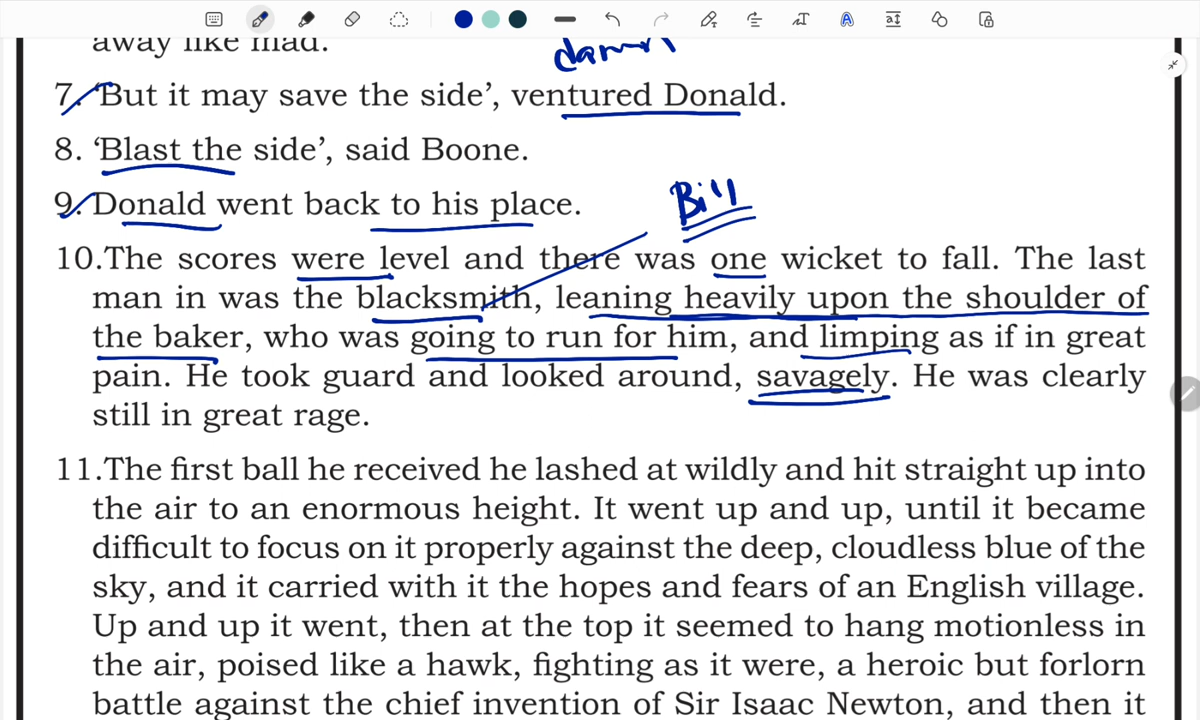 away like mad.
damn
7. ‘But it may save the side’, ventured Donald.
8. ‘Blast the side’, said Boone.
9. Donald went back to his place.
Bill
10.The scores were level and there was one wicket to fall. The last
man in was the blacksmith, leaning heavily upon the shoulder of
the baker, who was going to run for him, and limping as if in great
pain. He took guard and looked around, savagely. He was clearly
still in great rage.
11.The first ball he received he lashed at wildly and hit straight up into
the air to an enormous height. It went up and up, until it became
difficult to focus on it properly against the deep, cloudless blue of the
sky, and it carried with it the hopes and fears of an English village.
Up and up it went, then at the top it seemed to hang motionless in
the air, poised like a hawk, fighting as it were, a heroic but forlorn
battle against the chief invention of Sir Isaac Newton, and then it